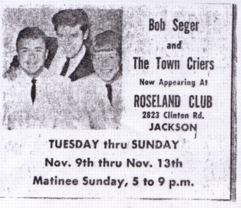 Bob Seger
and
The Town Criers
Now Appearing At
ROSELAND CLUB
2823 Clinton Rd.
JACKSON
TUESDAY thru SUNDAY
Nov. 9th thru Nov. 13th
Matinee Sunday, 5 to 9 p.m.